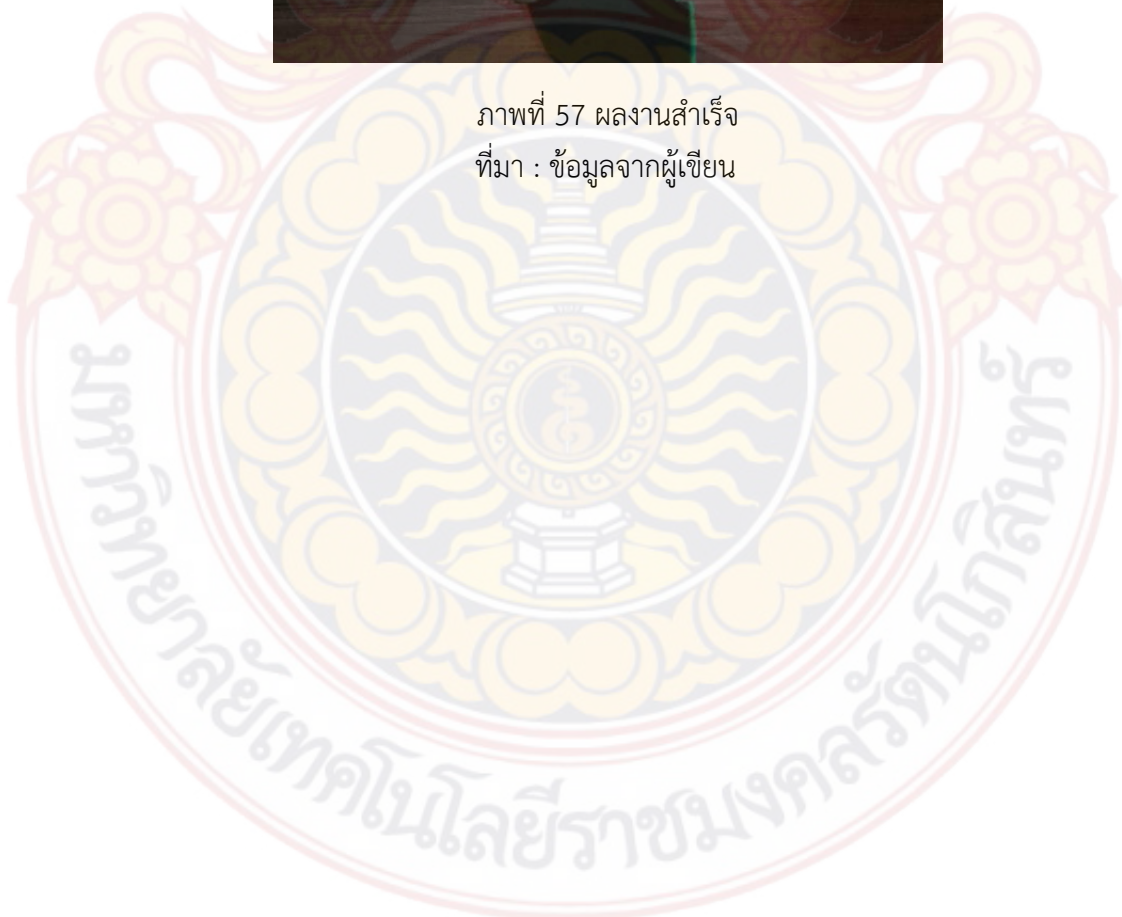 ภาพที่ 57 ผลงานสำเร็จ
ที่มา : ข้อมูลจากผู้เขียน
มหาวิทยาลัยเทคโนโลยีราชมงคลรัตนโกสินทร์